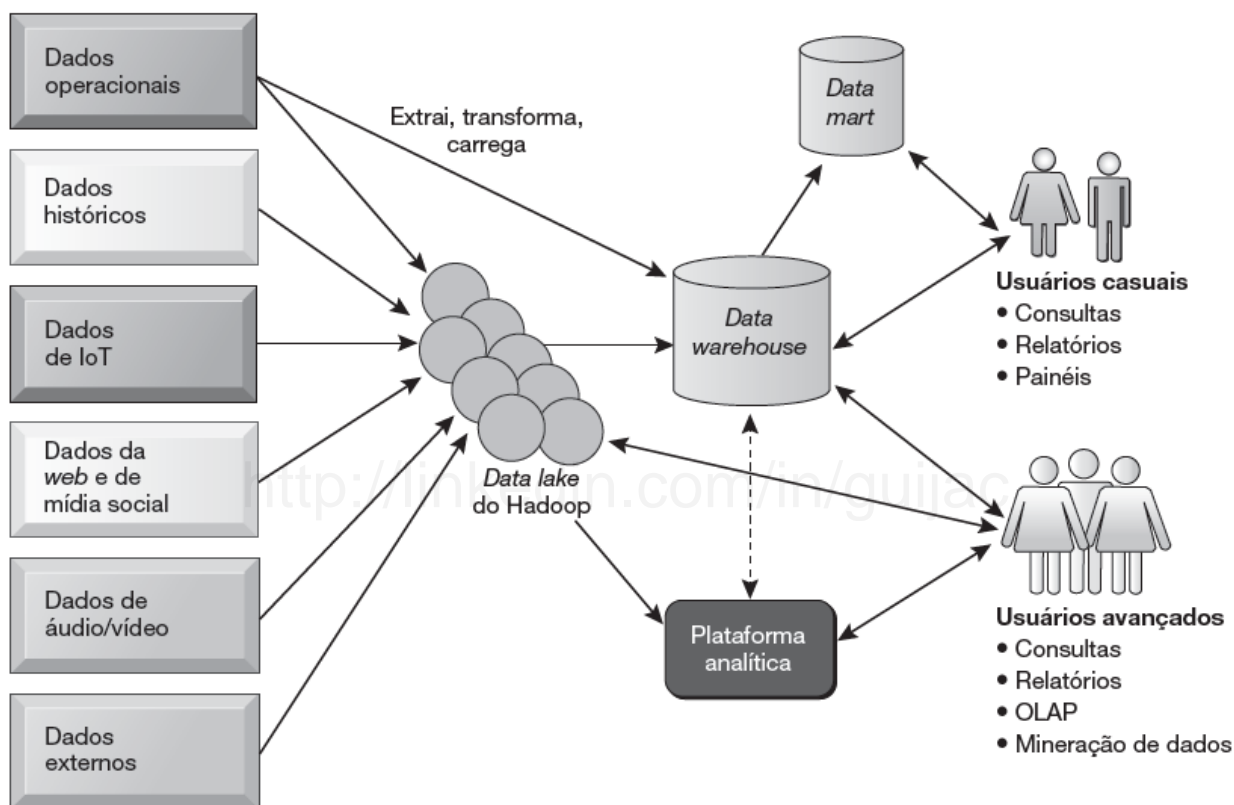 Dados
operacionais
Dados
históricos
Dados
de IoT
Dados da
web e de
mídia social
Dados de
áudio/vídeo
Dados
externos
Extrai, transforma,
carrega
Data lake
do Hadoop
Data
mart
Data
warehouse
Plataforma
analítica
Usuários casuais
• Consultas
• Relatórios
• Painéis
Usuários avançados
• Consultas
• Relatórios
• OLAP
• Mineração de dados
http://linkedin.com/in/guijac